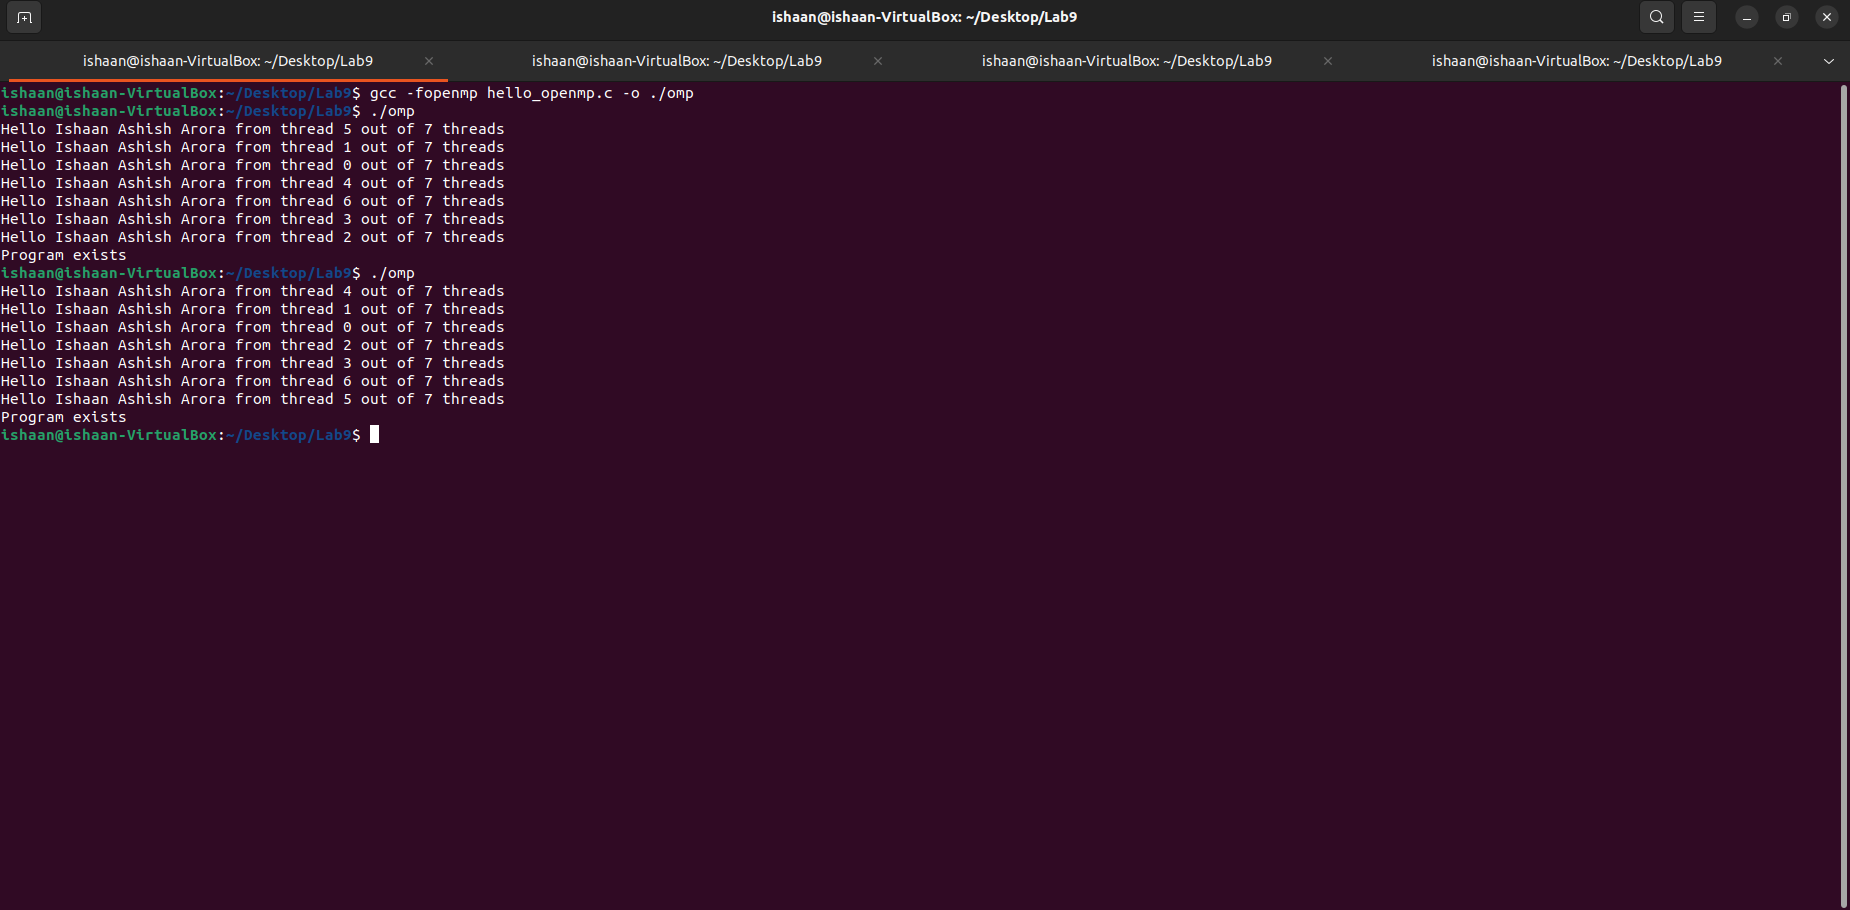 ishaan@ishaan-VirtualBox: ~/Desktop/Lab9
ishaan@ishaan-VirtualBox: ~/Desktop/Lab9 ishaan@ishaan-VirtualBox: ~/Desktop/Lab9 ishaan@ishaan-VirtualBox: ~/Desktop/Lab9 ishaan@ishaan-VirtualBox: ~/Desktop/Lab9
ishaan@ishaan-VirtualBox:~/Desktop/Lab9$ gcc -fopenmp hello_openmp.c -o ./omp
ishaan@ishaan-VirtualBox:~/Desktop/Lab9$ ./omp
Hello Ishaan Ashish Arora from thread 5 out of 7 threads
Hello Ishaan Ashish Arora from thread 1 out of 7 threads
Hello Ishaan Ashish Arora from thread 0 out of 7 threads
Hello Ishaan Ashish Arora from thread 4 out of 7 threads
Hello Ishaan Ashish Arora from thread 6 out of 7 threads
Hello Ishaan Ashish Arora from thread 3 out of 7 threads
Hello Ishaan Ashish Arora from thread 2 out of 7 threads
Program exists
ishaan@ishaan-VirtualBox:~/Desktop/Lab9$ ./omp
Hello Ishaan Ashish Arora from thread 4 out of 7 threads
Hello Ishaan Ashish Arora from thread 1 out of 7 threads
Hello Ishaan Ashish Arora from thread 0 out of 7 threads
Hello Ishaan Ashish Arora from thread 2 out of 7 threads
Hello Ishaan Ashish Arora from thread 3 out of 7 threads
Hello Ishaan Ashish Arora from thread 6 out of 7 threads
Hello Ishaan Ashish Arora from thread 5 out of 7 threads
Program exists
ishaan@ishaan-VirtualBox:~/Desktop/Lab9$